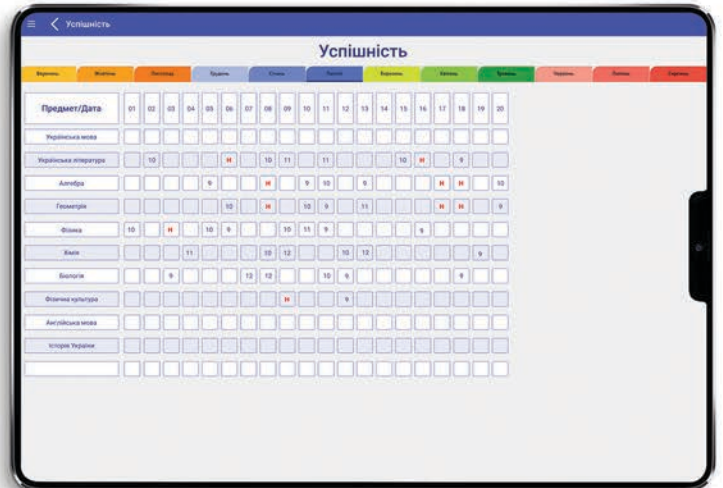 Успішність
Успішність
Вересень Жовтень Листопад Грудень Січень Лютий Березень Квітень Травень Червень Липень Серпень
Предмет/Дата 01 02 03 04 05 06 07 08 09 10 11 12 13 14 15 16 17 18 19 20
Українська мова
Українська література 10 Н 10 11 11 10 Н 9
Алгебра 9 Н 9 10 9 Н Н 10
Геометрія 10 Н 10 9 11 Н Н 9
Фізика 10 Н 10 9 10 11 9 9
Хімія 11 10 12 10 12 9
Біологія 9 12 12 10 9 9
Фізична культура Н 9
Англійська мова
Історія України